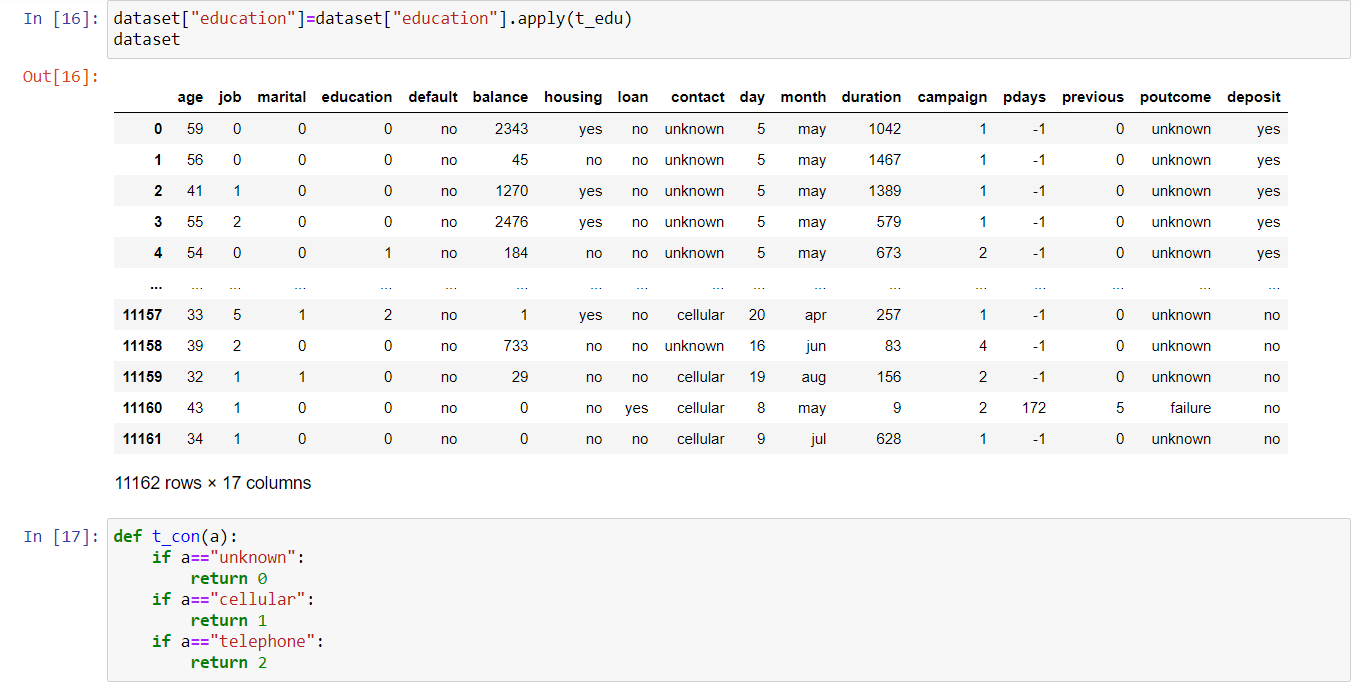 In [16]: dataset["education"]=dataset["education"].apply(t_edu)
dataset
Out[16]:
age job marital education default balance housing loan contact day month duration campaign pdays previous poutcome deposit
0 59 0 0 0 no 2343 yes no unknown 5 may 1042 1 -1 0 unknown yes
1 56 0 0 0 no 45 no no unknown 5 may 1467 1 -1 0 unknown yes
2 41 1 0 0 no 1270 yes no unknown 5 may 1389 1 -1 0 unknown yes
3 55 2 0 0 no 2476 yes no unknown 5 may 579 1 -1 0 unknown yes
4 54 0 0 1 no 184 no no unknown 5 may 673 2 -1 0 unknown yes
... ... ... ... ... ... ... ... ... ... ... ... ... ... ... ... ... ...
11157 33 5 1 2 no 1 yes no cellular 20 apr 257 1 -1 0 unknown no
11158 39 2 0 0 no 733 no no unknown 16 jun 83 4 -1 0 unknown no
11159 32 1 1 0 no 29 no no cellular 19 aug 156 2 -1 0 unknown no
11160 43 1 0 0 no 0 no yes cellular 8 may 9 2 172 5 failure no
11161 34 1 0 0 no 0 no no cellular 9 jul 628 1 -1 0 unknown no
11162 rows × 17 columns
In [17]: def t_con(a):
    if a=="unknown":
        return 0
    if a=="cellular":
        return 1
    if a=="telephone":
        return 2